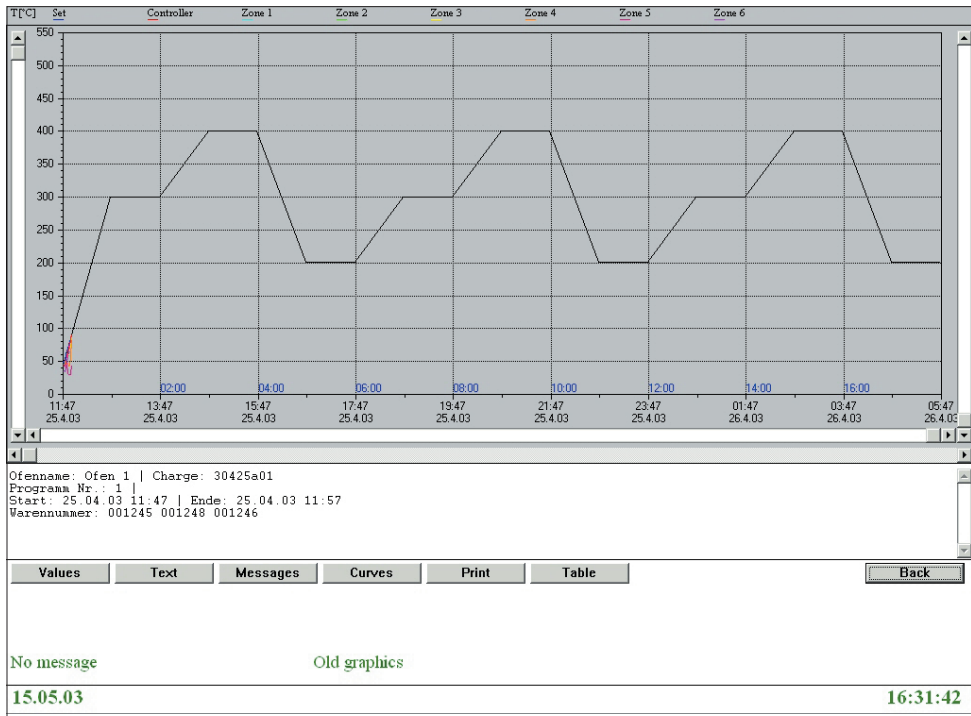 T[°C] Set Controller Zone 1 Zone 2 Zone 3 Zone 4 Zone 5 Zone 6
550
500
450
400
350
300
250
200
150
100
50
0
02:00 04:00 06:00 08:00 10:00 12:00 14:00 16:00
11:47 13:47 15:47 17:47 19:47 21:47 23:47 01:47 03:47 05:47
25.4.03 25.4.03 25.4.03 25.4.03 25.4.03 25.4.03 25.4.03 26.4.03 26.4.03 26.4.03
Ofenname: Ofen 1 | Charge: 30425a01
Programm Nr.: 1 |
Start: 25.04.03 11:47 | Ende: 25.04.03 11:57
Warennummer: 001245 001248 001246
Values Text Messages Curves Print Table Back
No message Old graphics
15.05.03 16:31:42